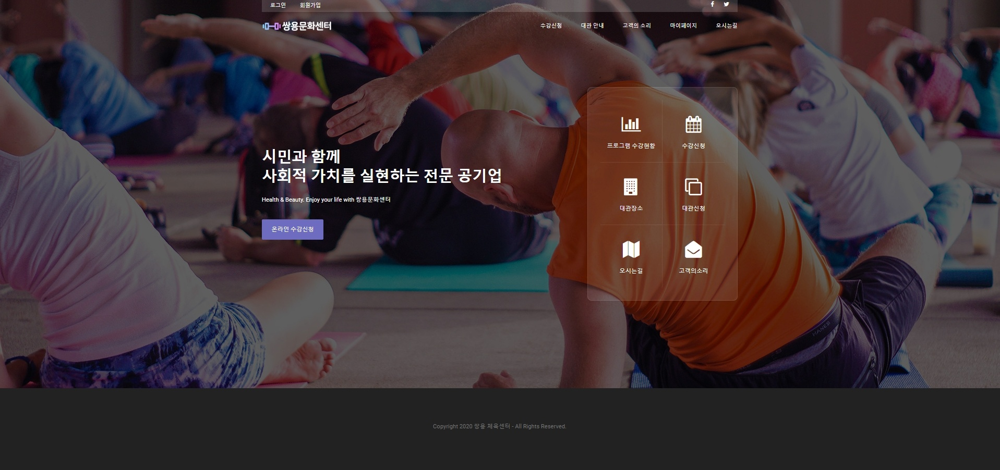 로그인 회원가입
쌍용문화센터
수강신청 대관 안내 고객의 소리 마이페이지 오시는길
시민과 함께
사회적 가치를 실현하는 전문 공기업
Health & Beauty. Enjoy your life with 쌍용문화센터
온라인 수강신청
프로그램 수강현황 수강신청
대관장소 대관신청
오시는길 고객의소리
HANES
Copyright 2020 쌍용 체육센터 - All Rights Reserved.